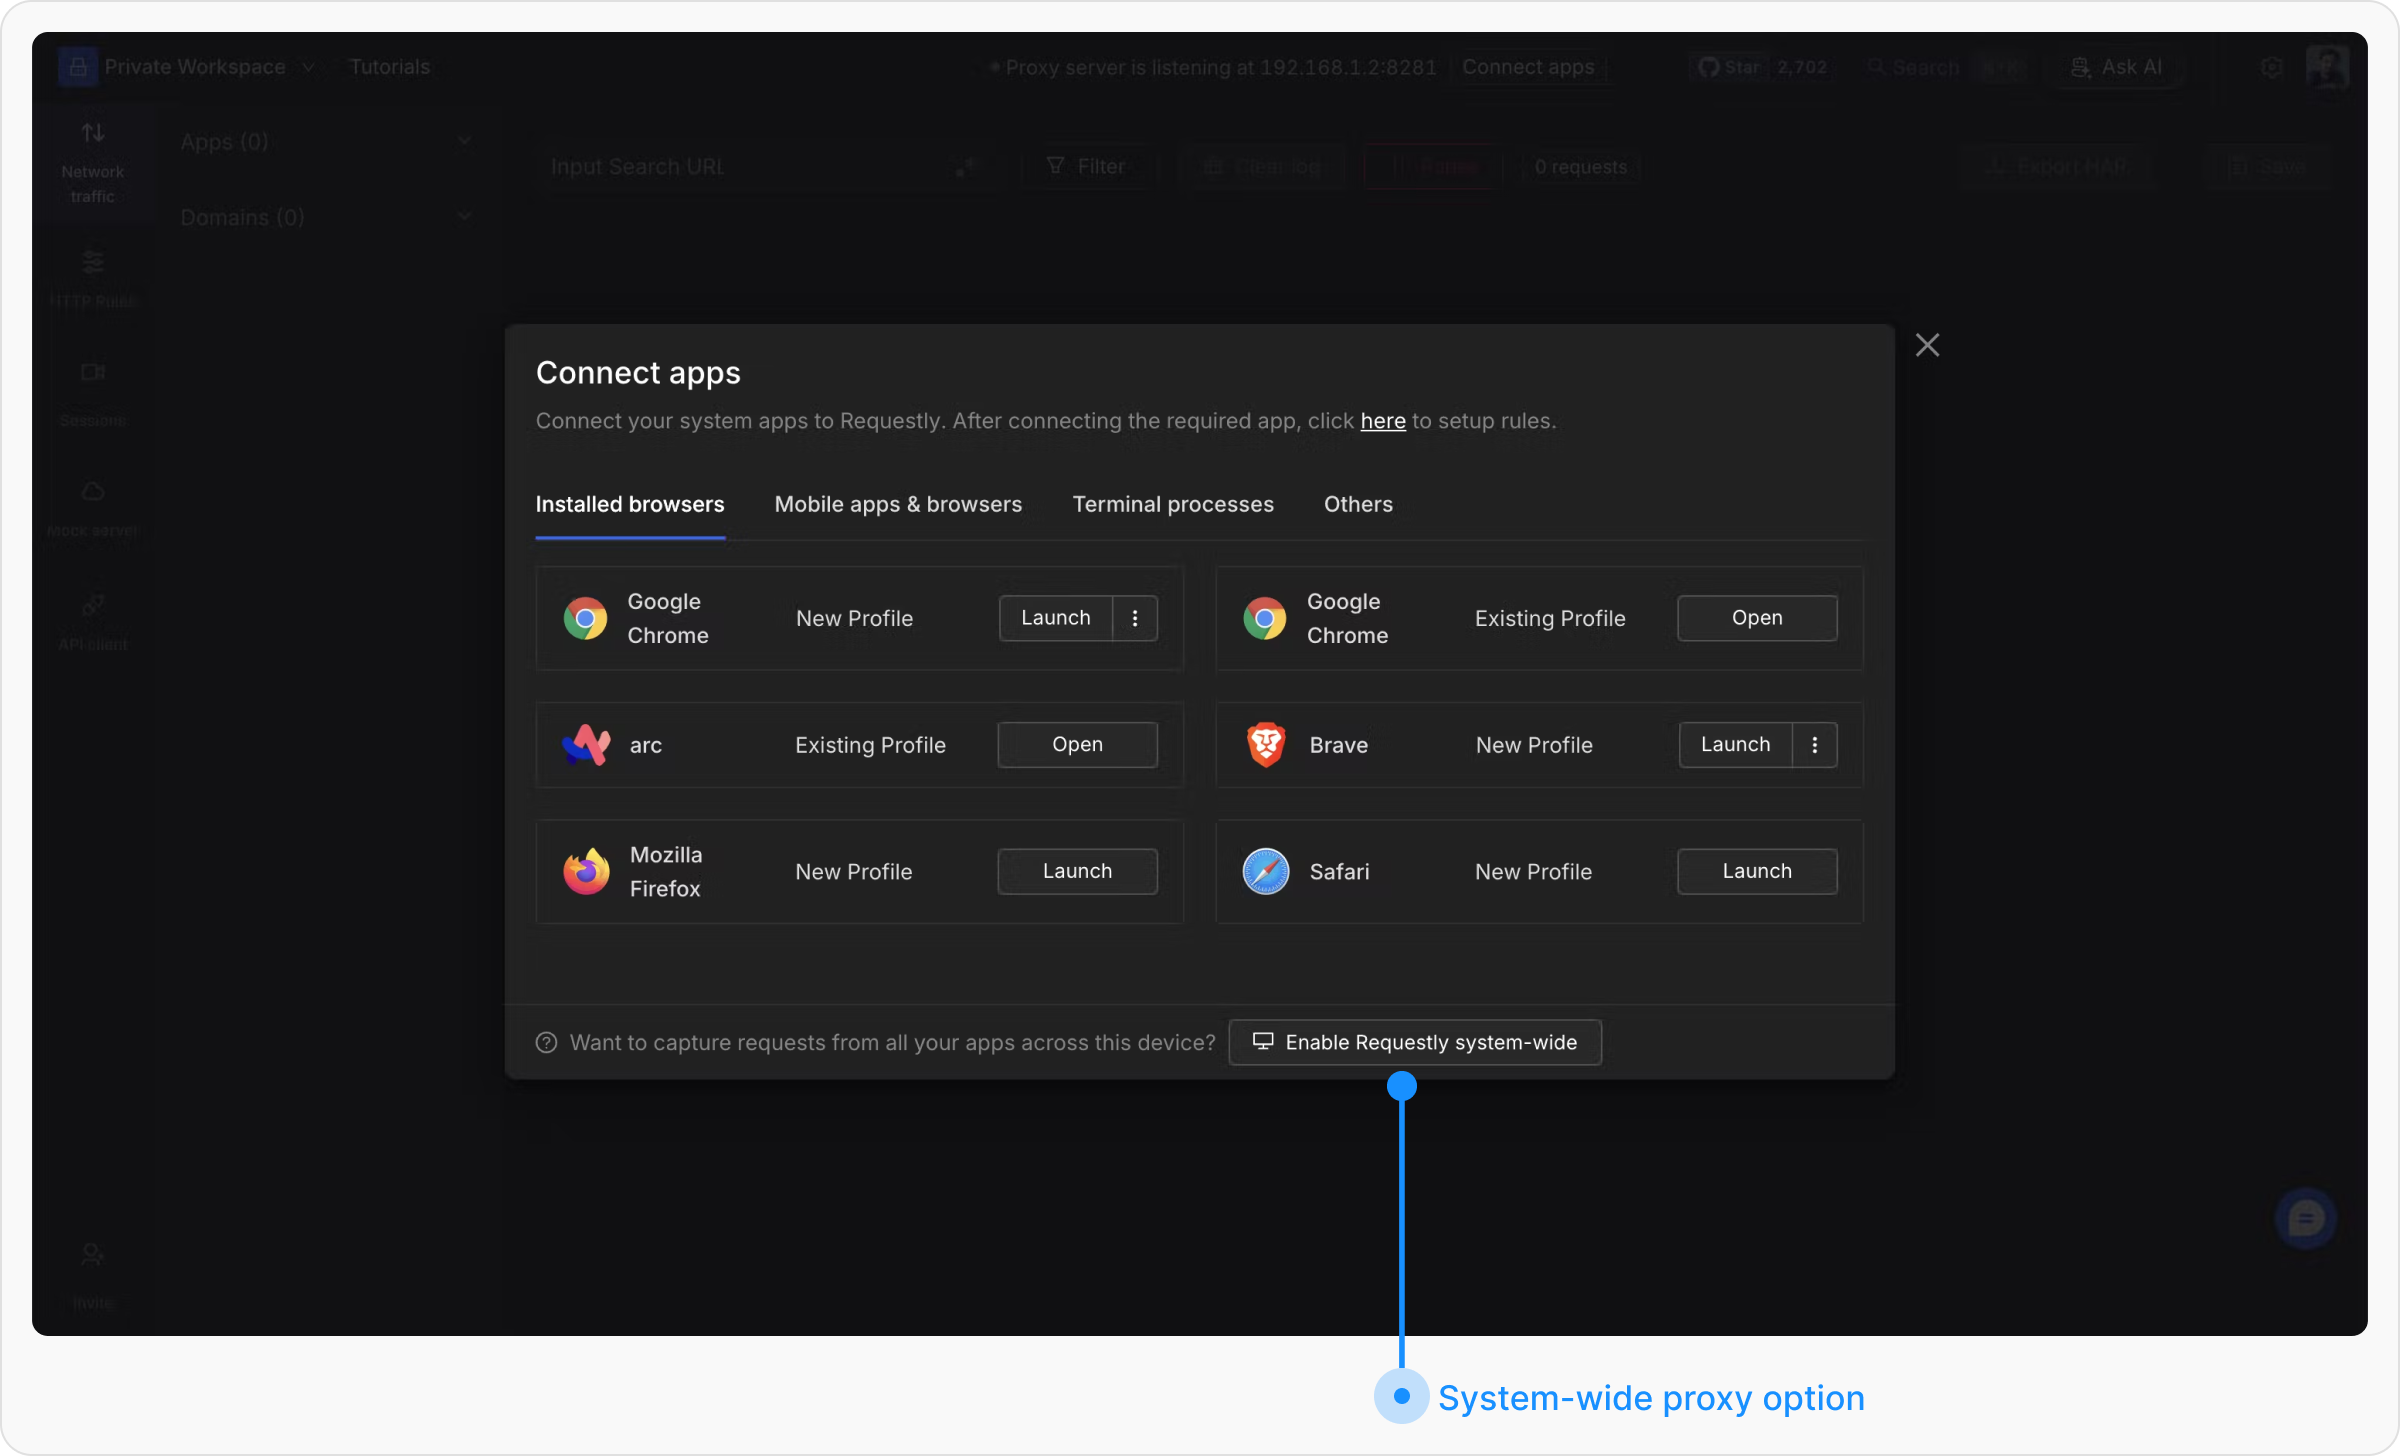 Private Workspace
Tutorials
Proxy server is listening at 192.168.1.2:8281
Connect apps
Star 2,702
Search
Ask AI
Network
traffic
Apps (0)
Domains (0)
Input Search URL
Filter
Clear log
Pause
0 requests
Export HAR
Save
HTTP Rules
Sessions
Mock server
API client
Invite
Connect apps
Connect your system apps to Requestly. After connecting the required app, click here to setup rules.
Installed browsers
Mobile apps & browsers
Terminal processes
Others
Google
Chrome
New Profile
Launch
Google
Chrome
Existing Profile
Open
arc
Existing Profile
Open
Brave
New Profile
Launch
Mozilla
Firefox
New Profile
Launch
Safari
New Profile
Launch
Want to capture requests from all your apps across this device?
Enable Requestly system-wide
System-wide proxy option